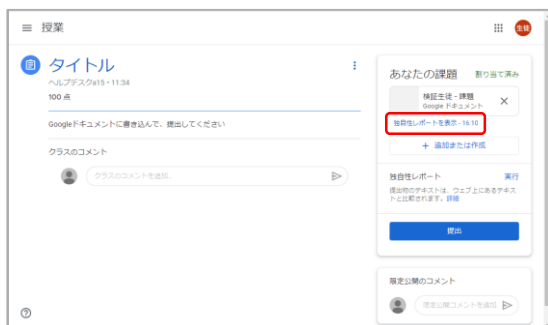 授業
生徒
タイトル
ヘルプデスクa15・11:34
100 点
Googleドキュメントに書き込んで、提出してください
クラスのコメント
クラスのコメントを追加...
あなたの課題 割り当て済み
検証生徒 - 課題
Google ドキュメント
独自性レポートを表示 - 16:10
+ 追加または作成
独自性レポート 実行
提出物のテキストは、ウェブ上にあるテキス
トと比較されます。詳細
提出
限定公開のコメント
限定公開のコメントを追加